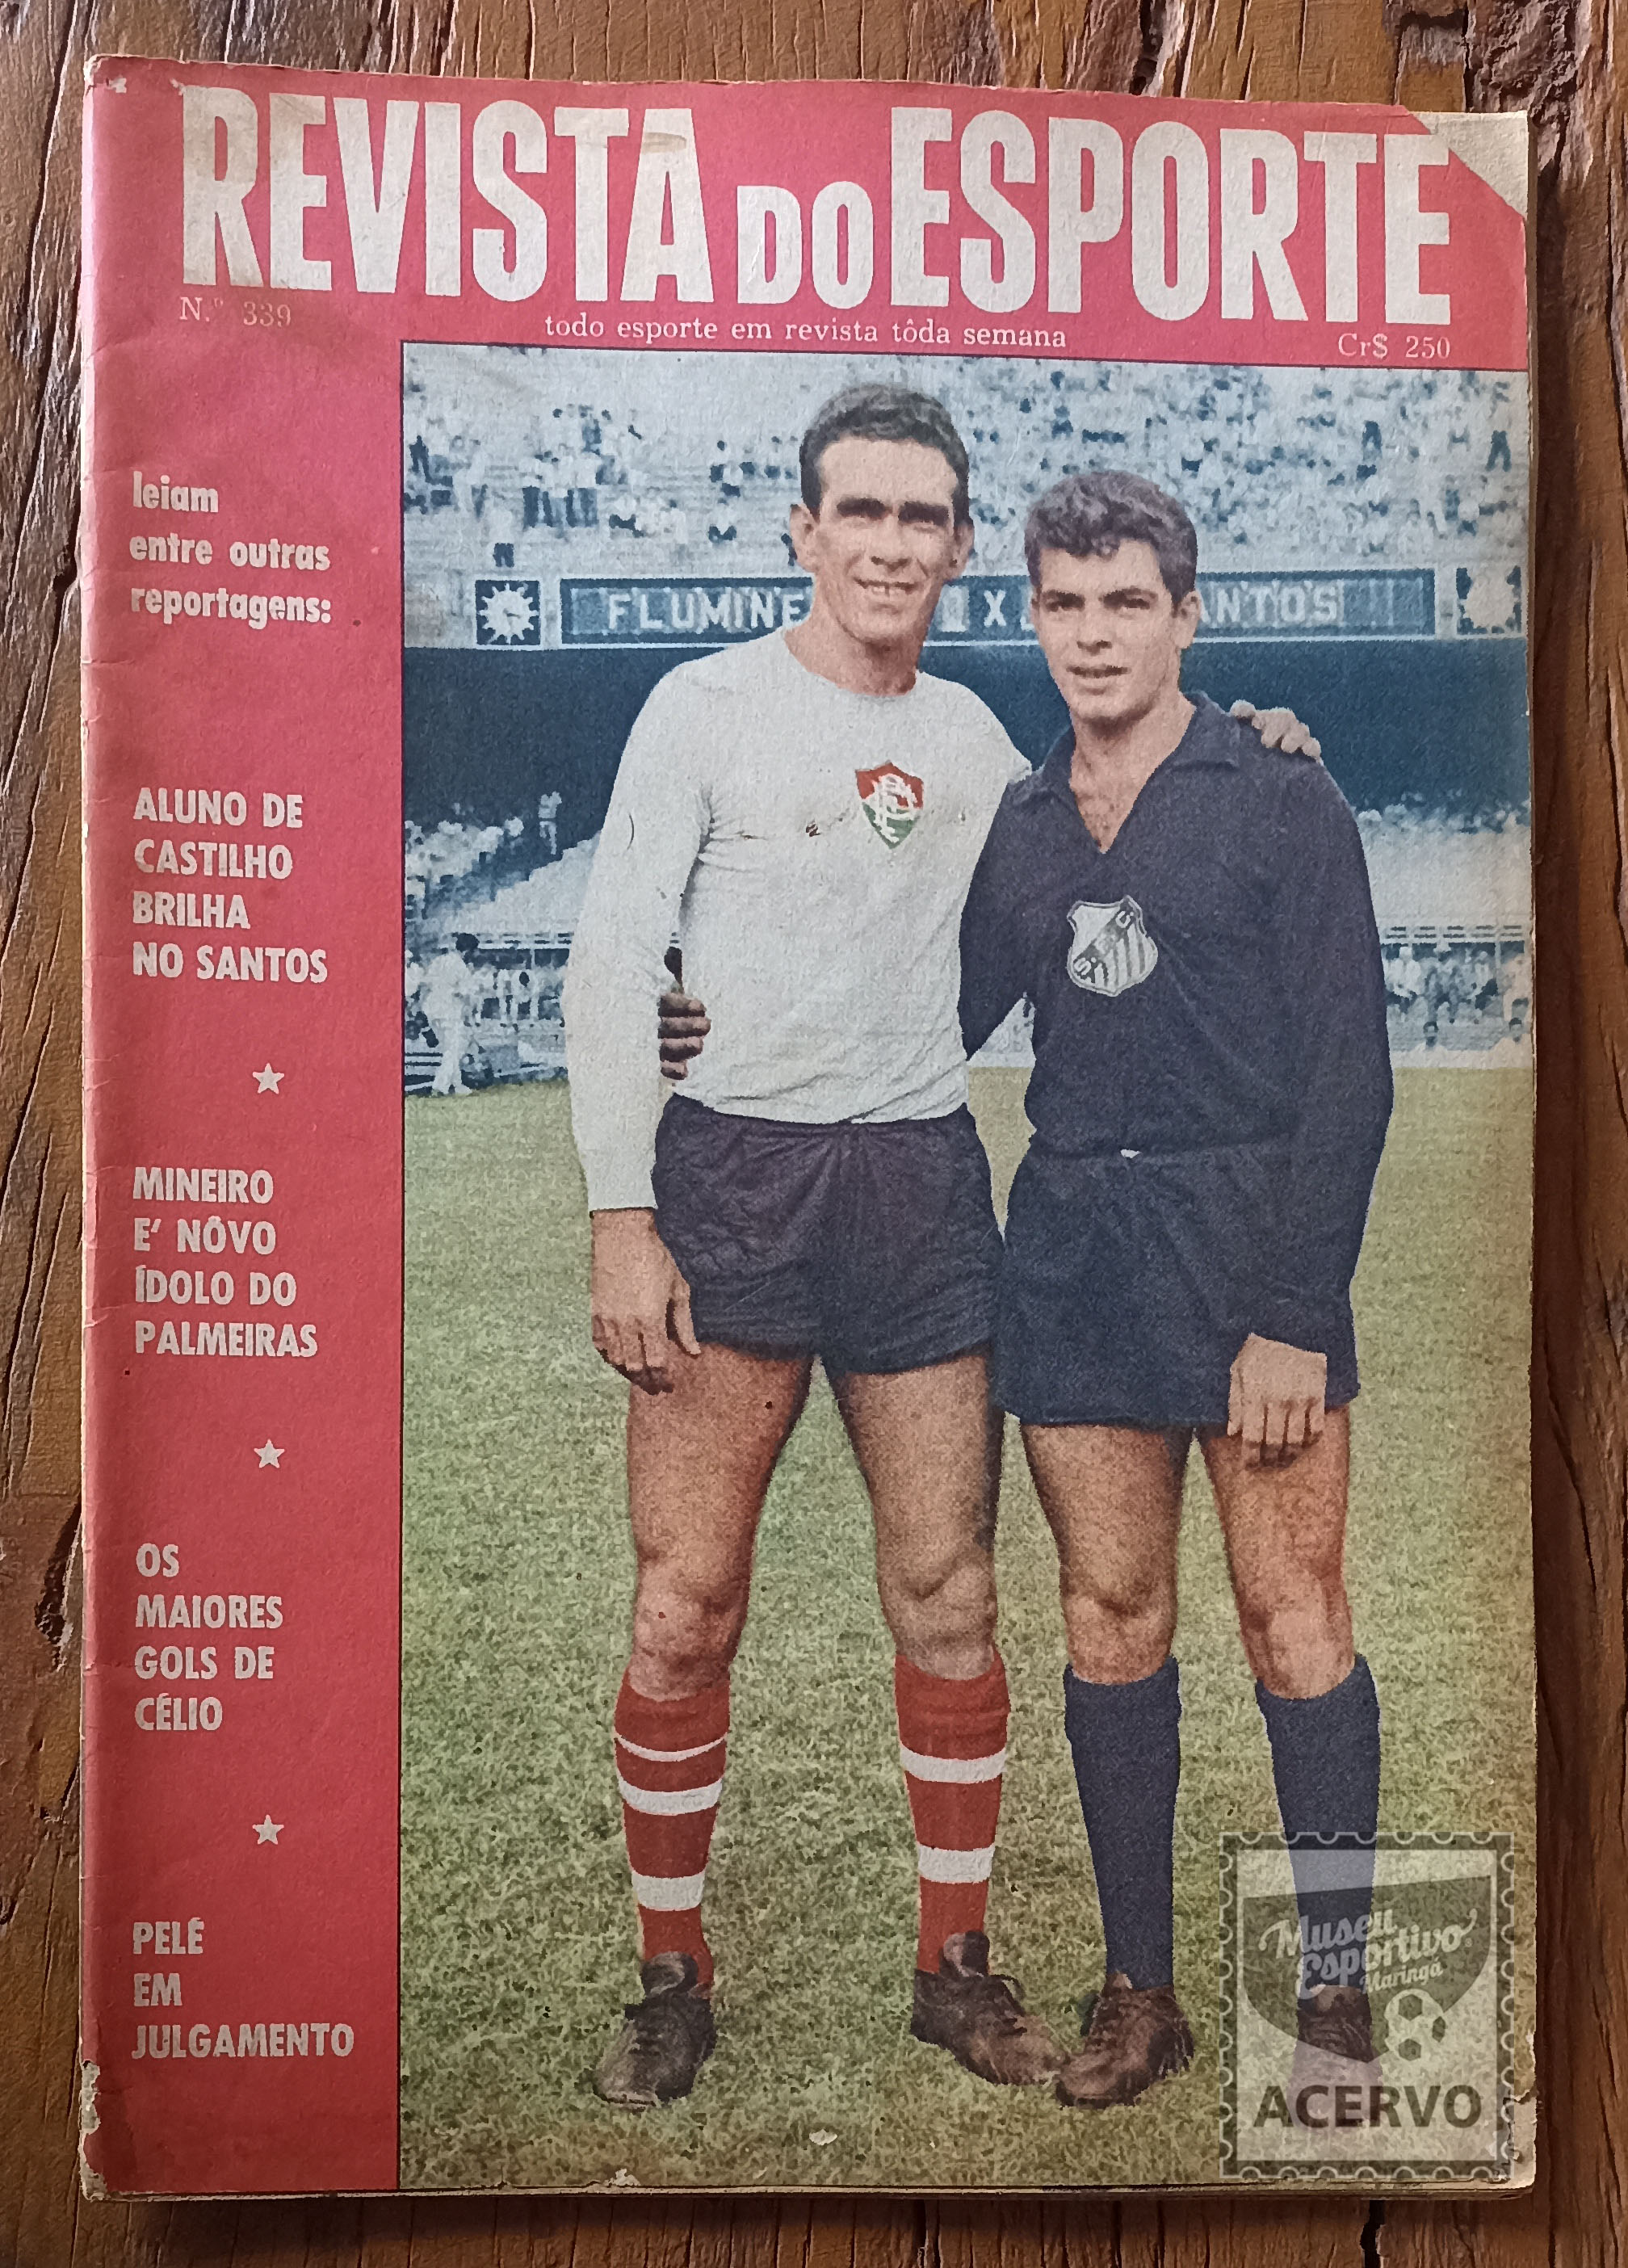 REVISTA DO ESPORTE
N.º 339
todo esporte em revista tôda semana
Cr$ 250
leiam
entre outras
reportagens:
ALUNO DE
CASTILHO
BRILHA
NO SANTOS
MINEIRO
E' NÔVO
ÍDOLO DO
PALMEIRAS
OS
MAIORES
GOLS DE
CÉLIO
PELÉ
EM
JULGAMENTO
FLUMINE X ANTOS
S.F.C
Museu
Esportivo
Maringá
ACERVO